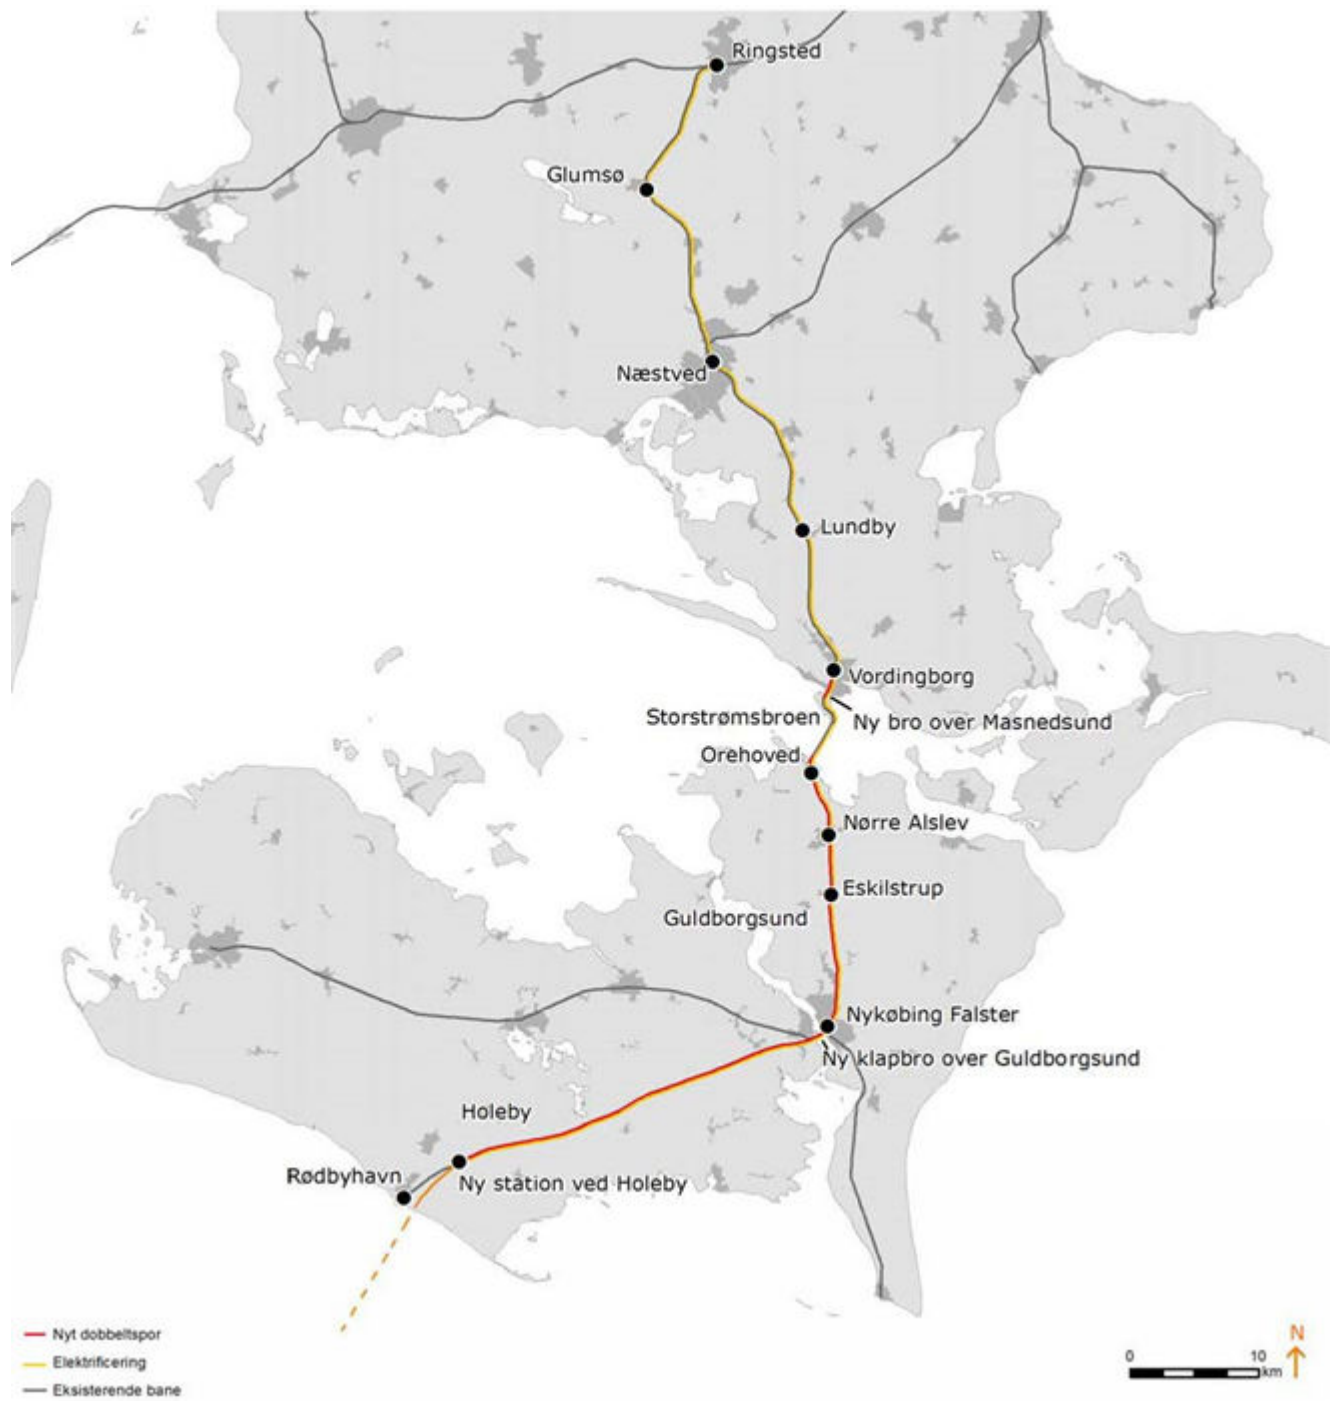 Ringsted
Glumsø
Næstved
Lundby
Vordingborg
Storstrømsbroen
Ny bro over Masnedsund
Orehoved
Nørre Alslev
Eskilstrup
Guldborgsund
Nykøbing Falster
Ny klapbro over Guldborgsund
Holeby
Rødbyhavn
Ny station ved Holeby
Nyt dobbeltspor
Elektrificering
Eksisterende bane
0 10
km
N